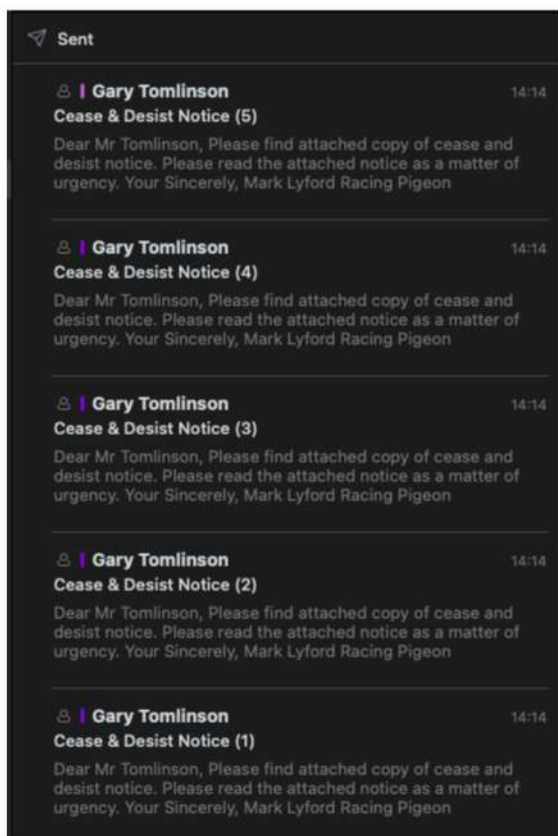 Sent
Gary Tomlinson 14:14
Cease & Desist Notice (5)
Dear Mr Tomlinson, Please find attached copy of cease and
desist notice. Please read the attached notice as a matter of
urgency. Your Sincerely, Mark Lyford Racing Pigeon
Gary Tomlinson 14:14
Cease & Desist Notice (4)
Dear Mr Tomlinson, Please find attached copy of cease and
desist notice. Please read the attached notice as a matter of
urgency. Your Sincerely, Mark Lyford Racing Pigeon
Gary Tomlinson 14:14
Cease & Desist Notice (3)
Dear Mr Tomlinson, Please find attached copy of cease and
desist notice. Please read the attached notice as a matter of
urgency. Your Sincerely, Mark Lyford Racing Pigeon
Gary Tomlinson 14:14
Cease & Desist Notice (2)
Dear Mr Tomlinson, Please find attached copy of cease and
desist notice. Please read the attached notice as a matter of
urgency. Your Sincerely, Mark Lyford Racing Pigeon
Gary Tomlinson 14:14
Cease & Desist Notice (1)
Dear Mr Tomlinson, Please find attached copy of cease and
desist notice. Please read the attached notice as a matter of
urgency. Your Sincerely, Mark Lyford Racing Pigeon